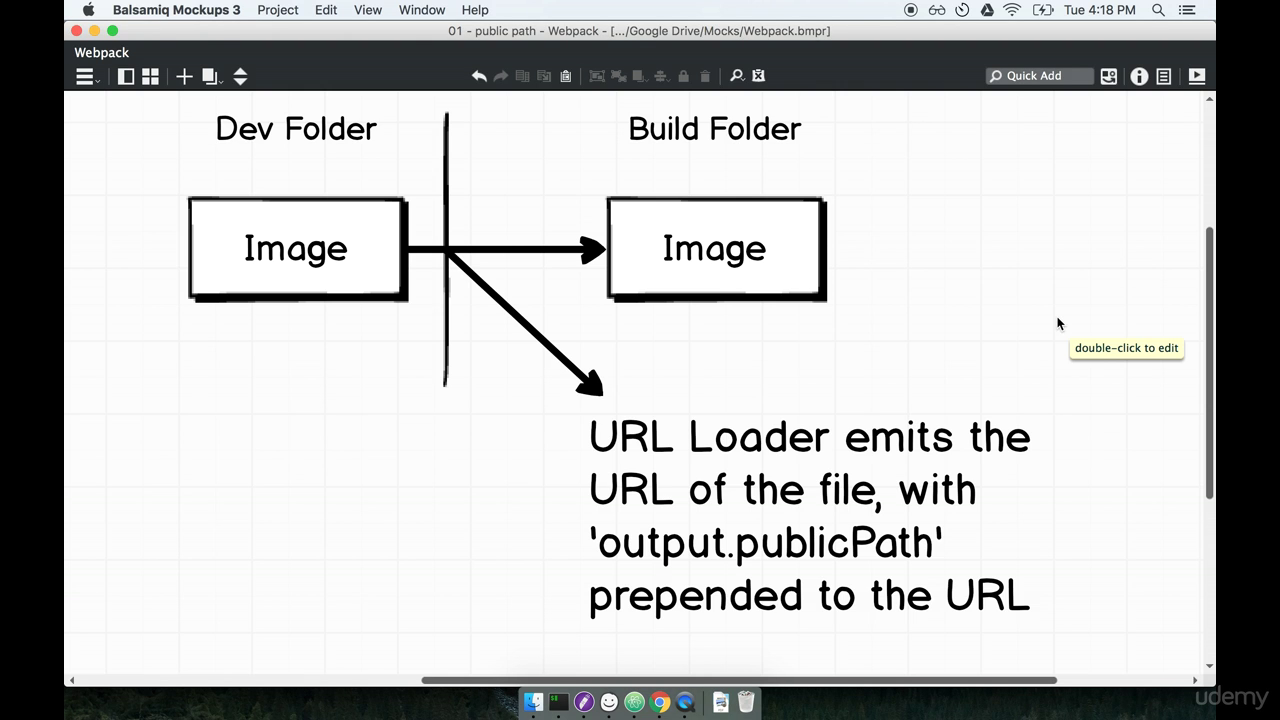 Balsamiq Mockups 3 Project Edit View Window Help Tue 4:18 PM
01 - public path - Webpack - [.../Google Drive/Mocks/Webpack.bmpr]
Webpack
Quick Add
Dev Folder
Build Folder
Image
Image
double-click to edit
URL Loader emits the
URL of the file, with
'output.publicPath'
prepended to the URL
udemy